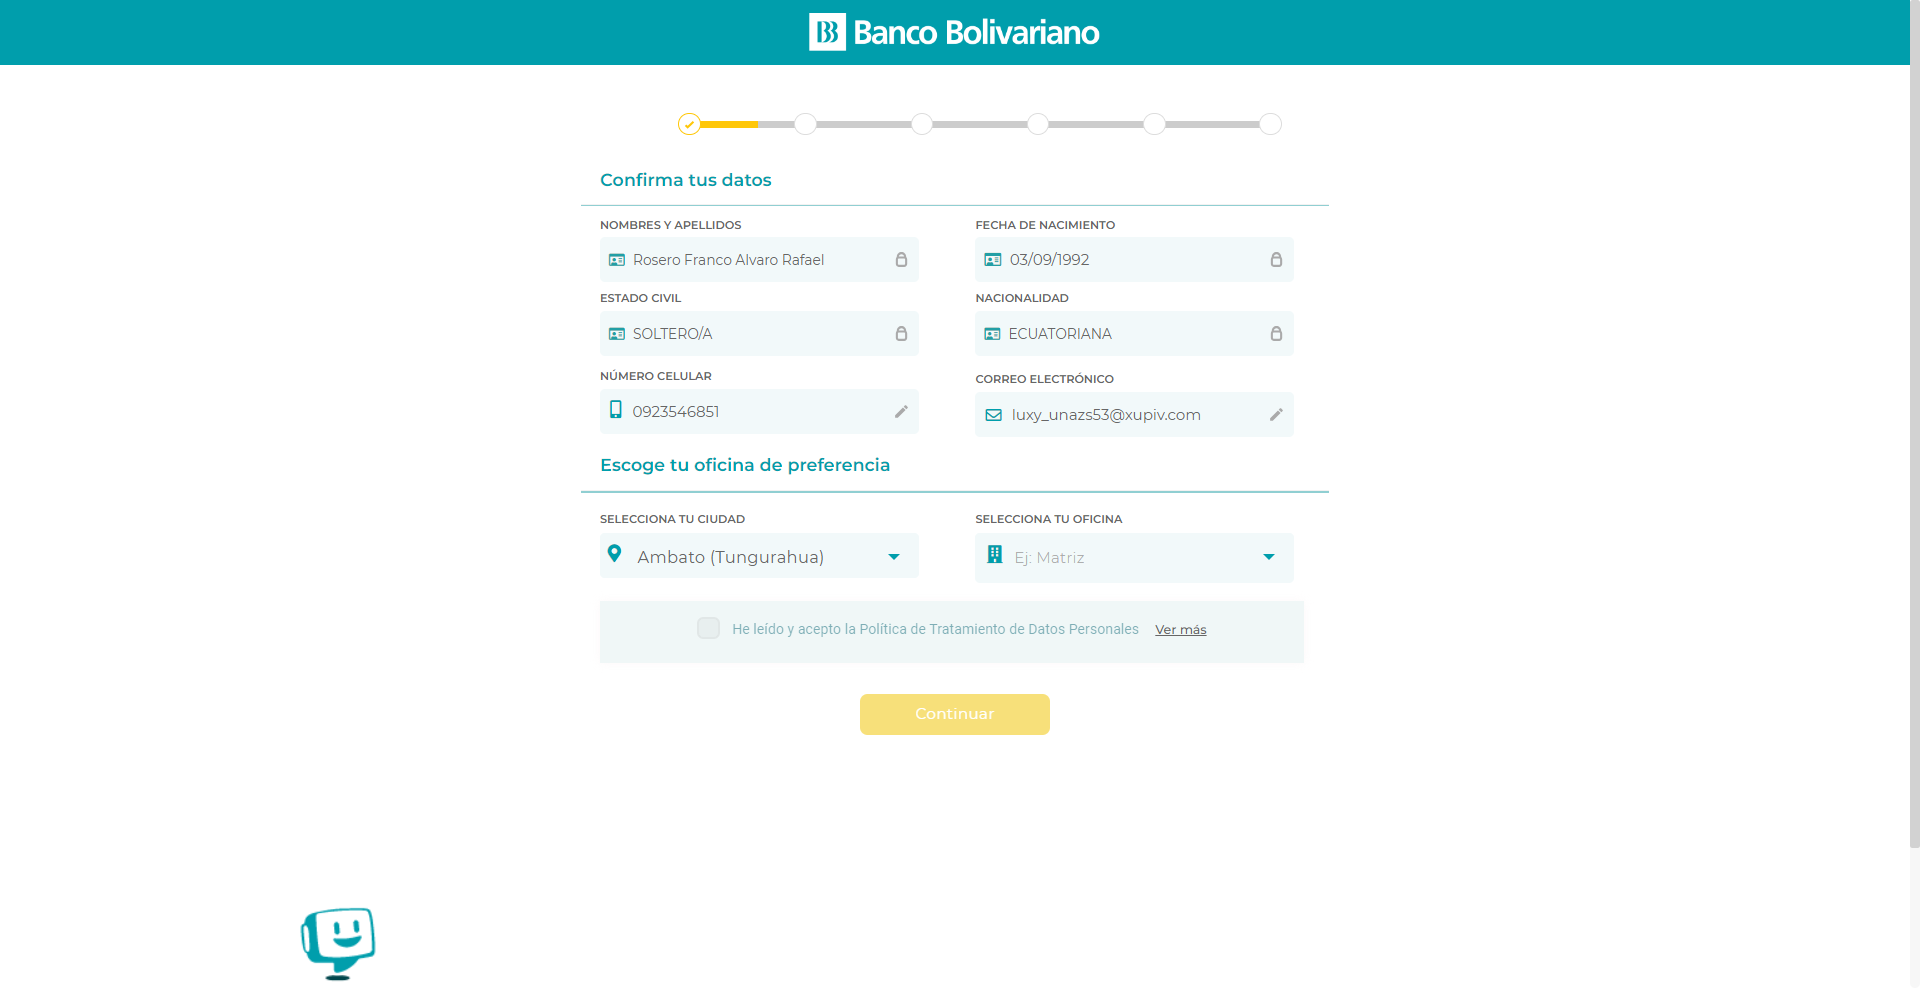 Banco Bolivariano
Confirma tus datos
NOMBRES Y APELLIDOS
Rosero Franco Alvaro Rafael
FECHA DE NACIMIENTO
03/09/1992
ESTADO CIVIL
SOLTERO/A
NACIONALIDAD
ECUATORIANA
NÚMERO CELULAR
0923546851
CORREO ELECTRÓNICO
luxy_unazs53@xupiv.com
Escoge tu oficina de preferencia
SELECCIONA TU CIUDAD
Ambato (Tungurahua)
SELECCIONA TU OFICINA
Ej: Matriz
He leído y acepto la Política de Tratamiento de Datos Personales Ver más
Continuar